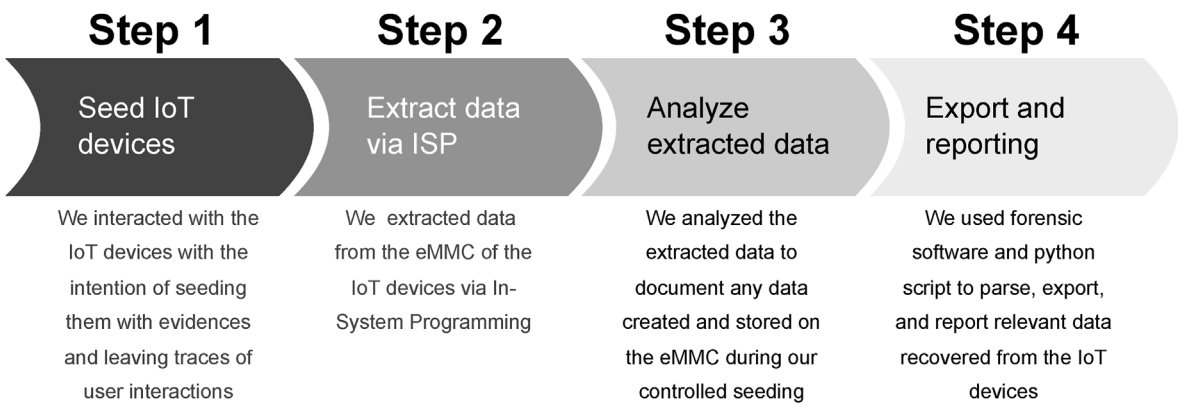 Step 1
Seed IoT
devices
We interacted with the
IoT devices with the
intention of seeding
them with evidences
and leaving traces of
user interactions
Step 2
Extract data
via ISP
We extracted data
from the eMMC of the
IoT devices via In-
System Programming
Step 3
Analyze
extracted data
We analyzed the
extracted data to
document any data
created and stored on
the eMMC during our
controlled seeding
Step 4
Export and
reporting
We used forensic
software and python
script to parse, export,
and report relevant data
recovered from the IoT
devices